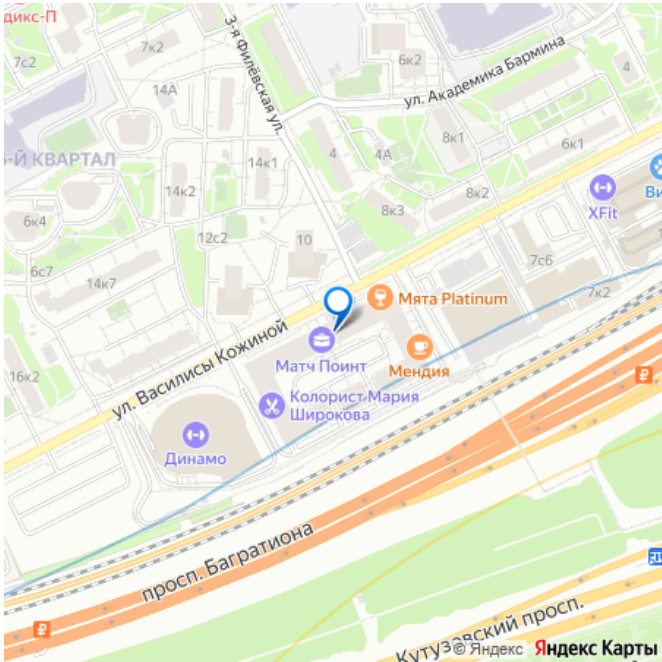 дикс-П
7с2
7к2
14А
3-я Филёвская ул.
6к2
ул. Академика Бармина
4
8к1
6к1
-Й КВАРТАЛ
14к1
4
4А
14к2
8к2
XFit
Ви
6к4
12с2
10
8к3
7с6
6с7
14к7
7к2
Мята Platinum
ул. Василисы Кожиной
Матч Поинт
Мендия
16к2
Колорист Мария
Широкова
Динамо
просп. Багратиона
Кутузовский просп.
© Яндекс Яндекс Карты